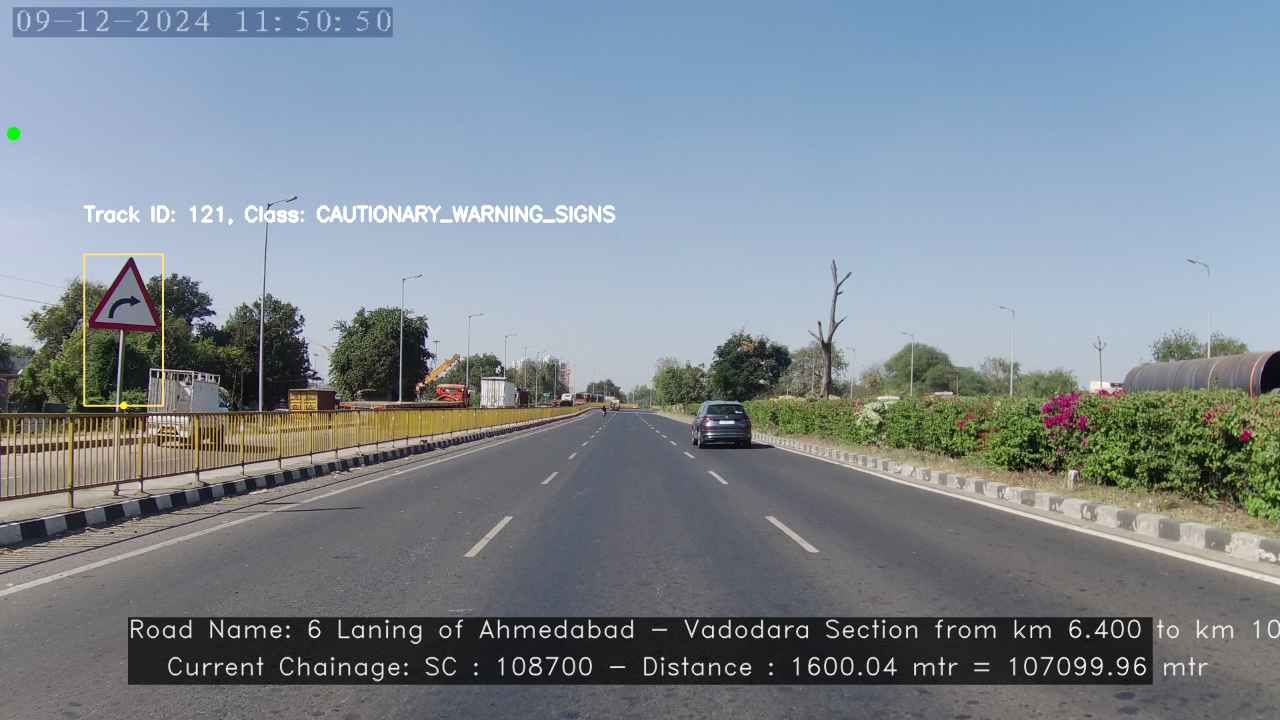 09-12-2024 11:50:50
Track ID: 121, Class: CAUTIONARY_WARNING_SIGNS
Road Name: 6 Laning of Ahmedabad - Vadodara Section from km 6.400 to km 10
Current Chainage: SC : 108700 - Distance : 1600.04 mtr = 107099.96 mtr